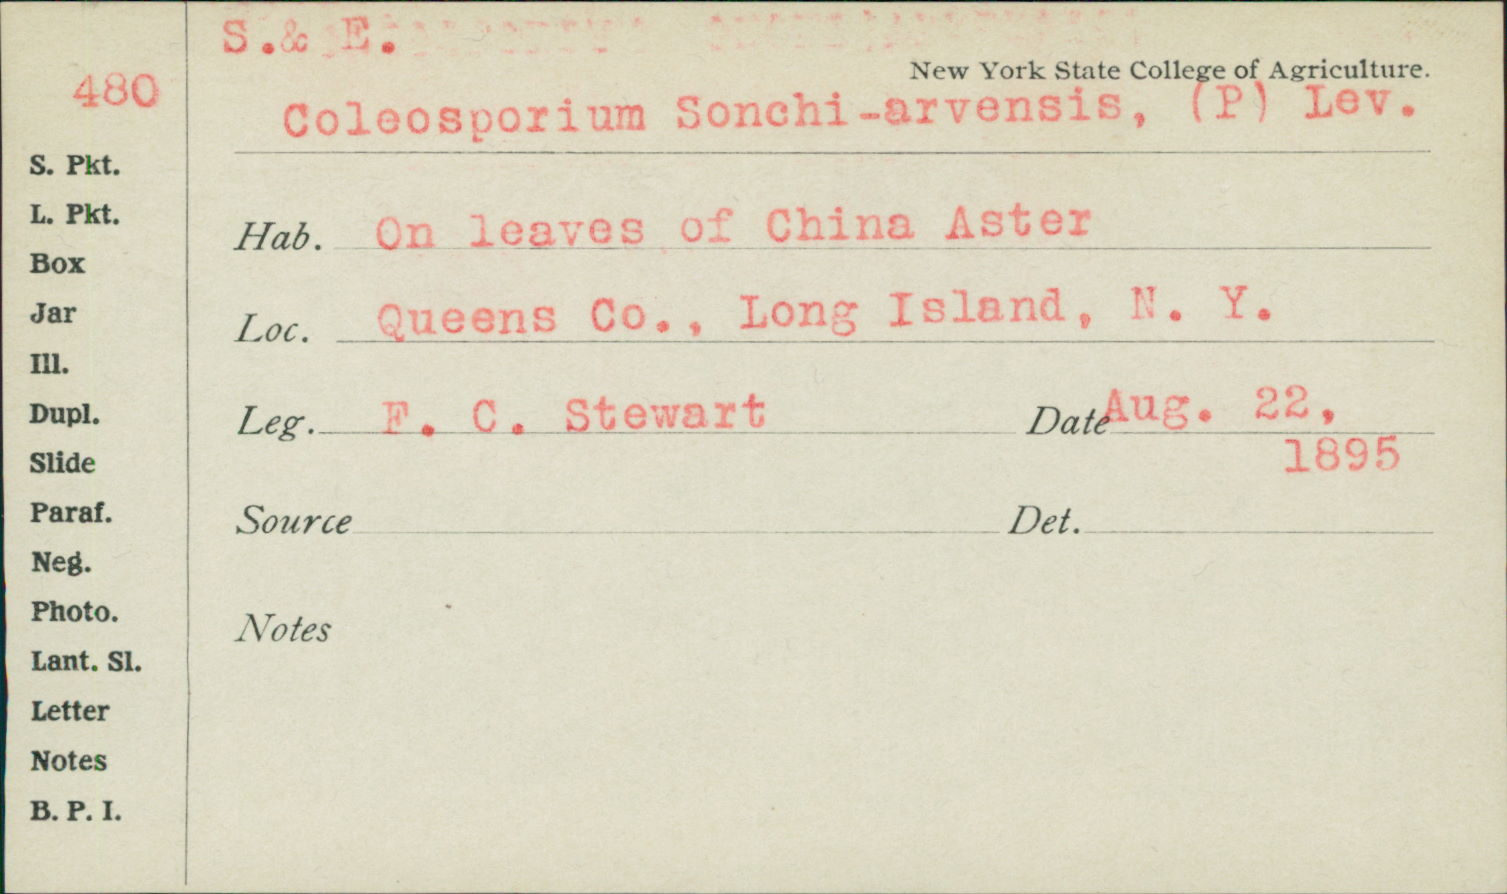 S.& E.
New York State College of Agriculture.
480
Coleosporium Sonchi-arvensis, (P) Lev.
S. Pkt.
L. Pkt.
Hab. On leaves of China Aster
Box
Jar
Loc. Queens Co., Long Island, N. Y.
Ill.
Dupl.
Leg. F. C. Stewart Date Aug. 22,
1895
Slide
Paraf.
Source Det.
Neg.
Photo.
Notes
Lant. Sl.
Letter
Notes
B. P. I.